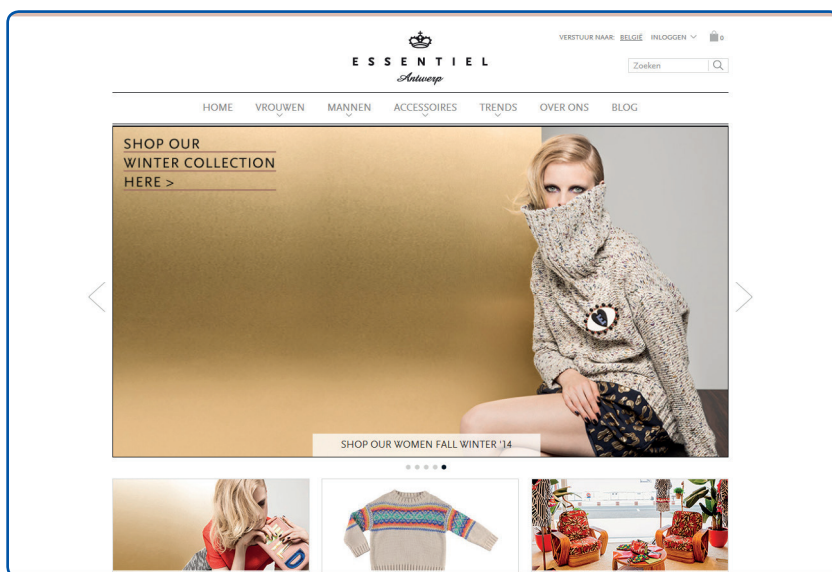 VERSTUUR NAAR: BELGIË INLOGGEN 0
ESSENTIEL
Antwerp
Zoeken
HOME VROUWEN MANNEN ACCESSOIRES TRENDS OVER ONS BLOG
SHOP OUR
WINTER COLLECTION
HERE >
SHOP OUR WOMEN FALL WINTER '14